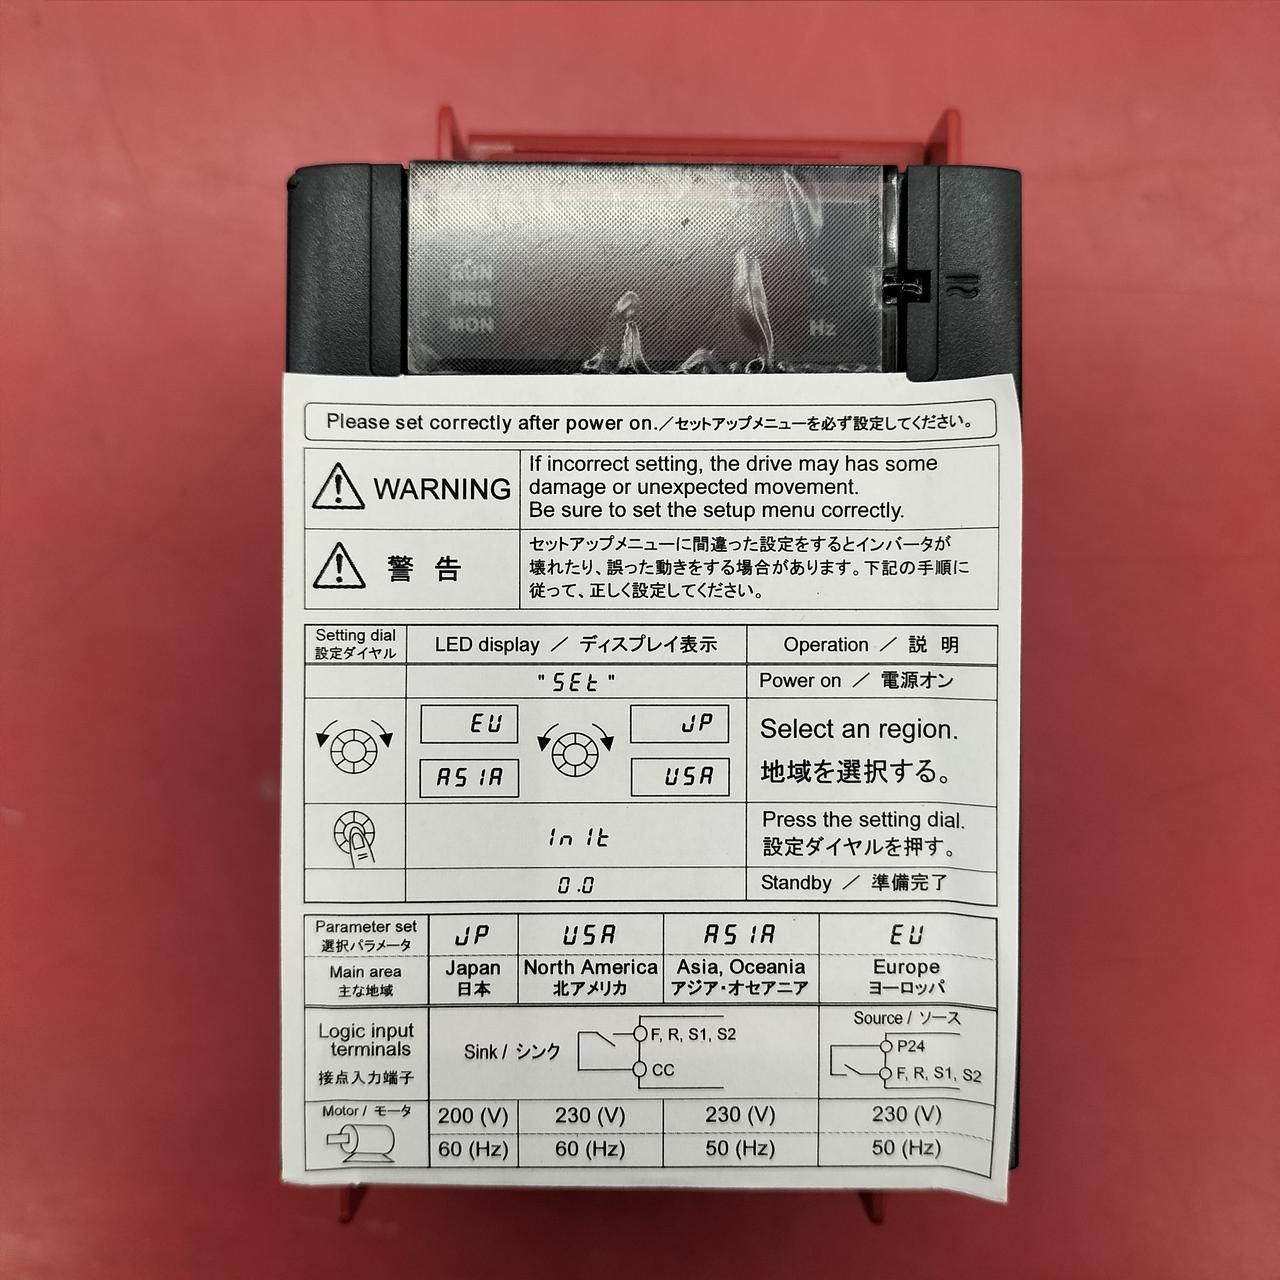 RUN
PRG
MON
%
Hz
Please set correctly after power on.／セットアップメニューを必ず設定してください。
WARNING
If incorrect setting, the drive may has some
damage or unexpected movement.
Be sure to set the setup menu correctly.
警 告
セットアップメニューに間違った設定をするとインバータが
壊れたり、誤った動きをする場合があります。下記の手順に
従って、正しく設定してください。
Setting dial
設定ダイヤル
LED display ／ ディスプレイ表示
Operation ／ 説 明
"SEt"
Power on ／ 電源オン
EU
JP
ASIA
USA
Select an region.
地域を選択する。
InIt
Press the setting dial.
設定ダイヤルを押す。
0.0
Standby ／ 準備完了
Parameter set
選択パラメータ
JP
USA
ASIA
EU
Main area
主な地域
Japan
日本
North America
北アメリカ
Asia, Oceania
アジア・オセアニア
Europe
ヨーロッパ
Logic input
terminals
接点入力端子
Sink / シンク
F, R, S1, S2
CC
Source / ソース
P24
F, R, S1, S2
Motor / モータ
200 (V)
230 (V)
230 (V)
230 (V)
60 (Hz)
60 (Hz)
50 (Hz)
50 (Hz)